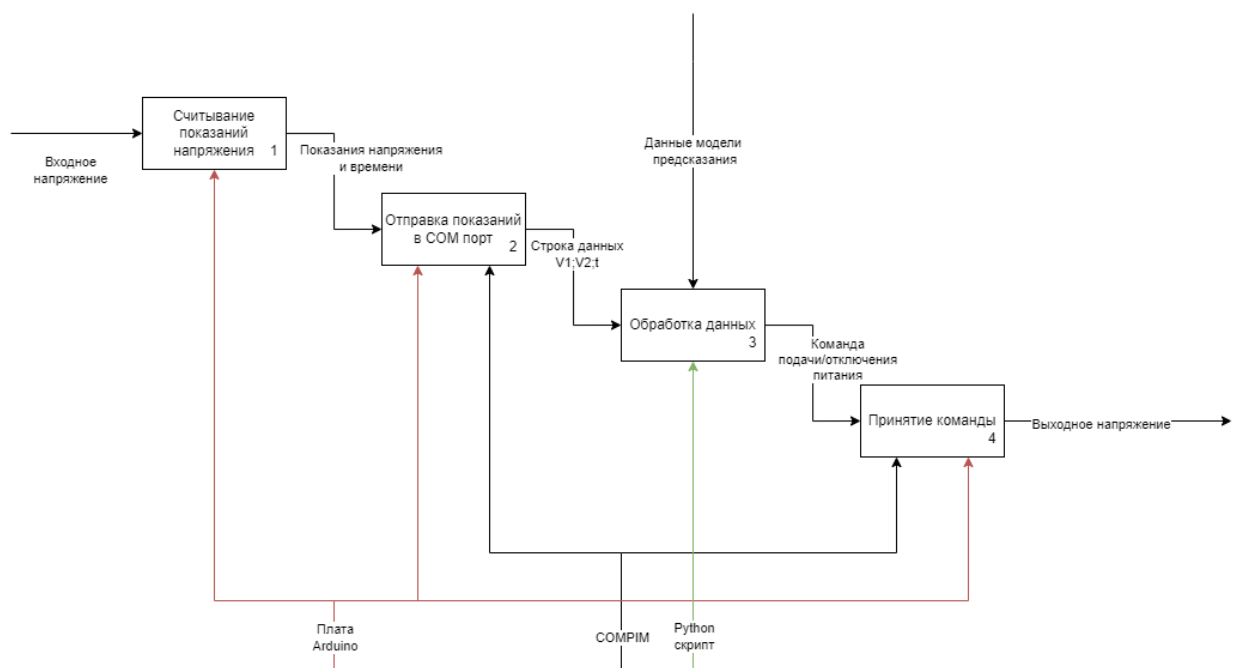 Считывание
показаний
напряжения
1
Входное
напряжение
Показания напряжения
и времени
Данные модели
предсказания
Отправка показаний
в COM порт
2
Строка данных
V1;V2;t
Обработка данных
3
Команда
подачи/отключения
питания
Принятие команды
4
Выходное напряжение
Плата
Arduino
COMPIM
Python
скрипт